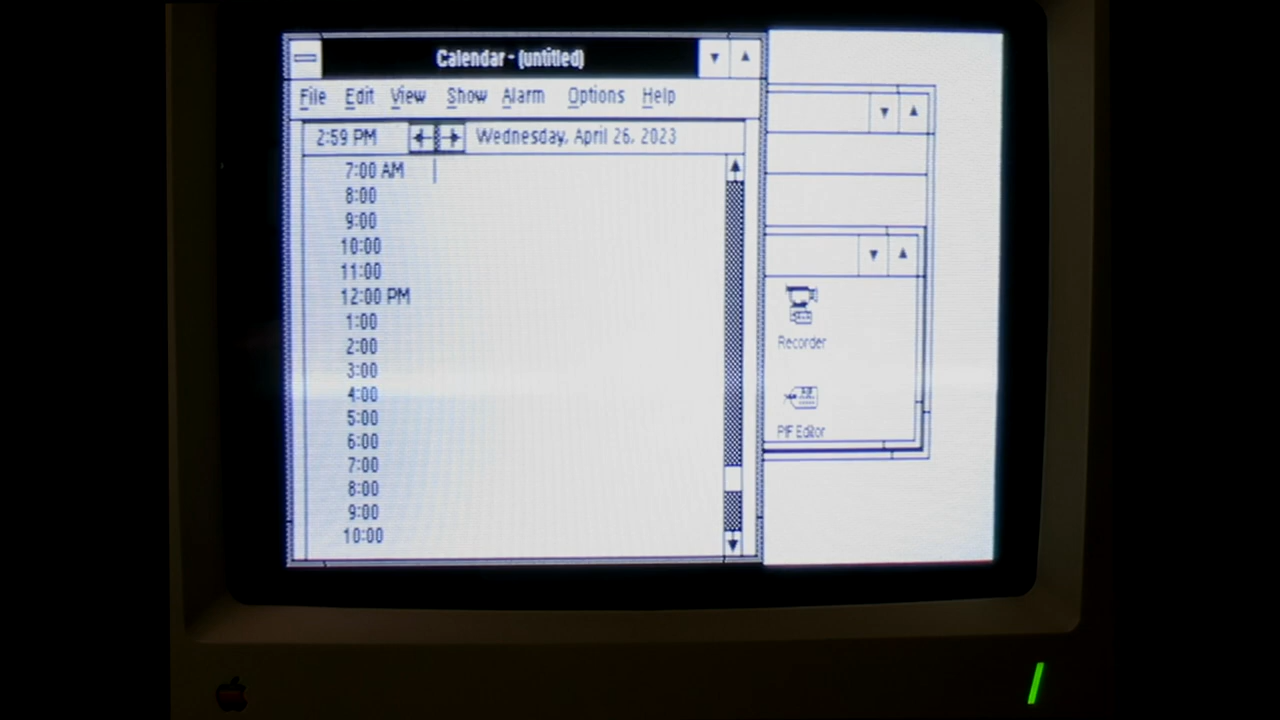 Calendar - (untitled)
File Edit View Show Alarm Options Help
2:59 PM Wednesday, April 26, 2023
7:00 AM
8:00
9:00
10:00
11:00
12:00 PM
1:00
2:00
3:00
4:00
5:00
6:00
7:00
8:00
9:00
10:00
Recorder
PIF Editor